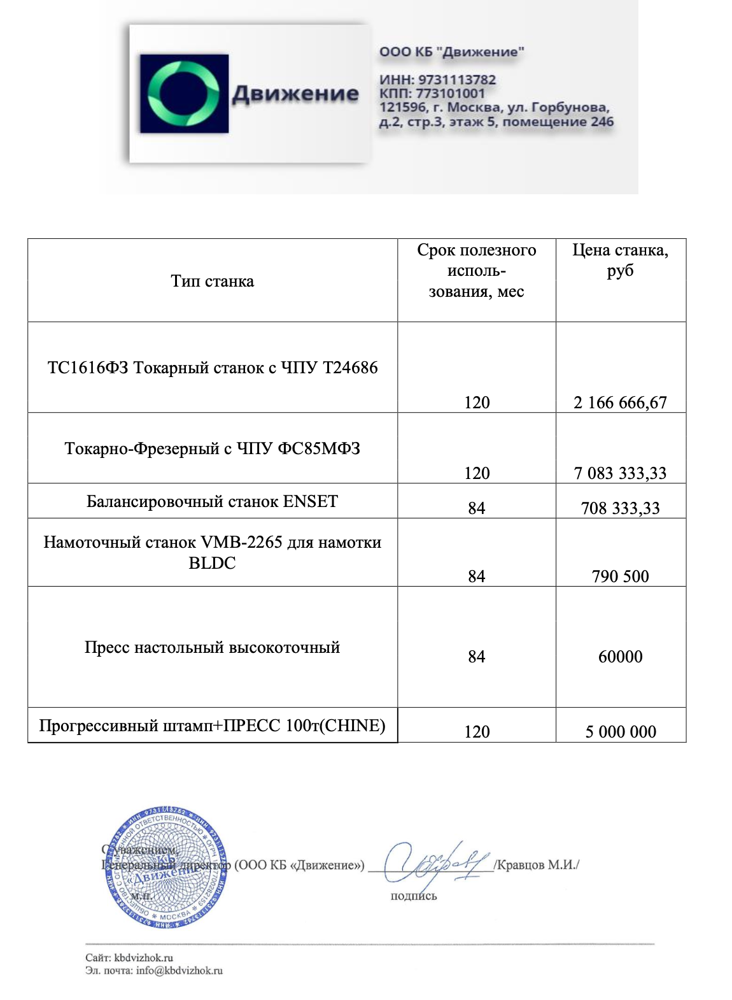 Движение
ООО КБ "Движение"
ИНН: 9731113782
КПП: 773101001
121596, г. Москва, ул. Горбунова,
д.2, стр.3, этаж 5, помещение 246
Тип станка
Срок полезного
исполь-
зования, мес
Цена станка,
руб
ТС1616ФЗ Токарный станок с ЧПУ Т24686
120
2 166 666,67
Токарно-Фрезерный с ЧПУ ФС85МФЗ
120
7 083 333,33
Балансировочный станок ENSET
84
708 333,33
Намоточный станок VMB-2265 для намотки
BLDC
84
790 500
Пресс настольный высокоточный
84
60000
Прогрессивный штамп+ПРЕСС 100т(CHINE)
120
5 000 000
С уважением,
Генеральный директор (ООО КБ «Движение») /Кравцов М.И./
м.п.
подпись
КБ
«Движение»
МОСКВА
ИНН 9731113782
Сайт: kbdvizhok.ru
Эл. почта: info@kbdvizhok.ru